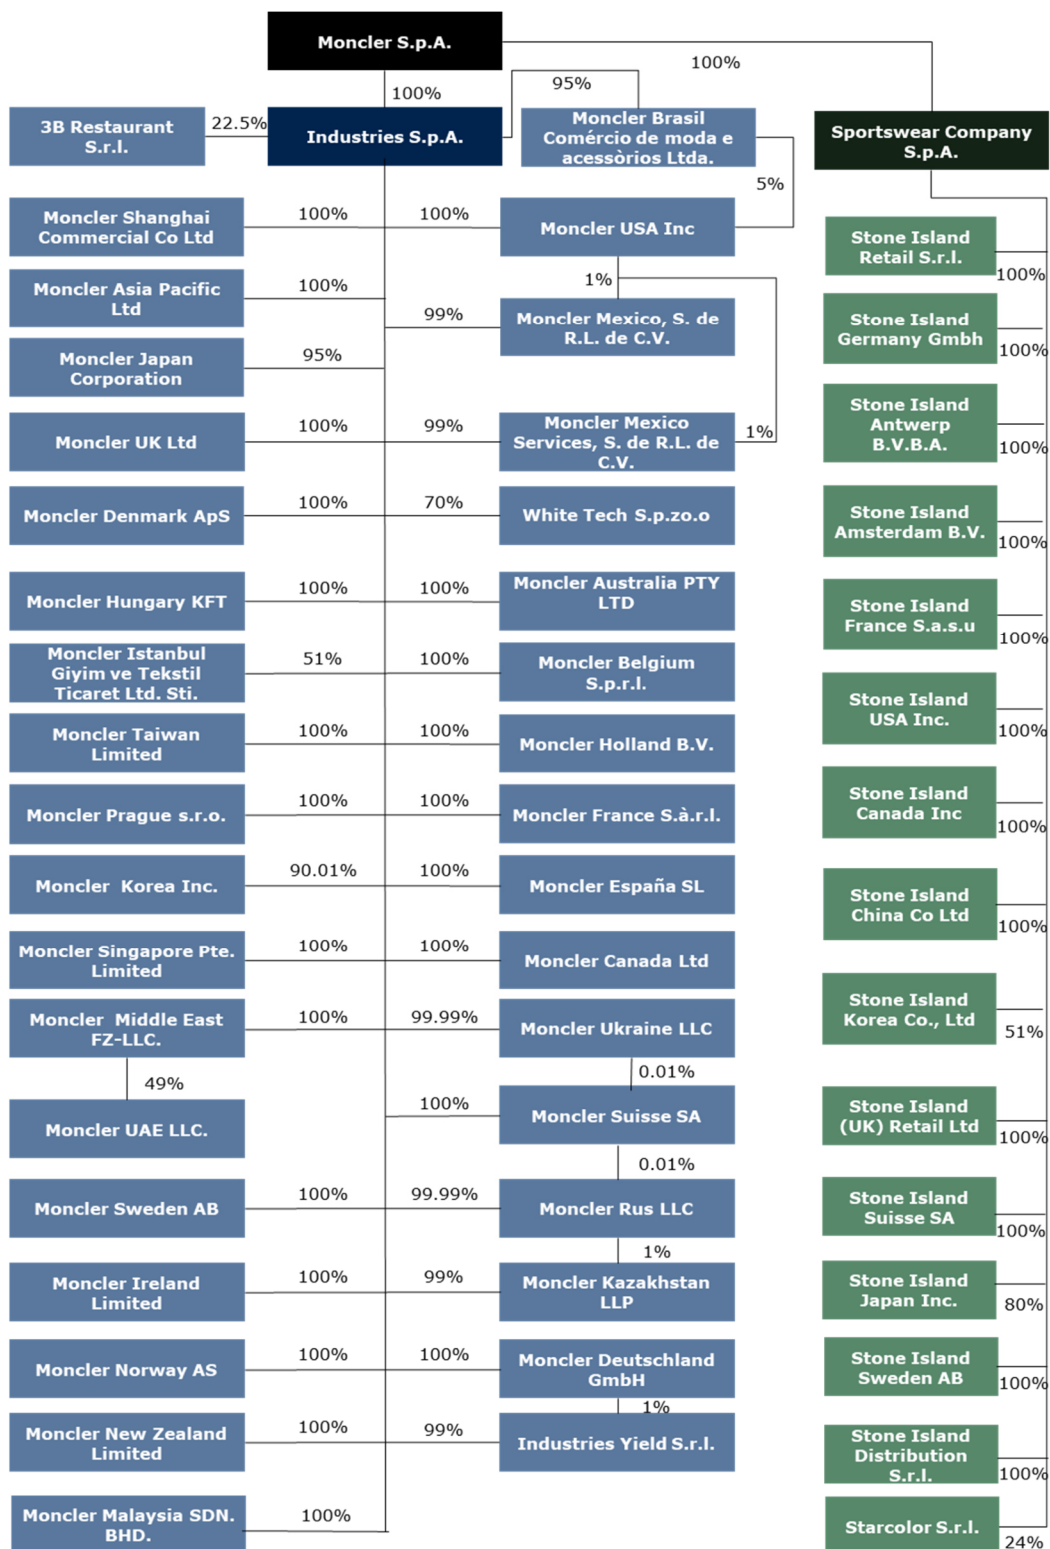 Moncler S.p.A.
100%
95%
100%
3B Restaurant
S.r.l.
22.5%
Industries S.p.A.
Moncler Brasil
Comércio de moda e
acessòrios Ltda.
Sportswear Company
S.p.A.
5%
Moncler Shanghai
Commercial Co Ltd
100%
100%
Moncler USA Inc
Stone Island
Retail S.r.l.
100%
Moncler Asia Pacific
Ltd
100%
1%
99%
Moncler Mexico, S. de
R.L. de C.V.
Stone Island
Germany Gmbh
100%
Moncler Japan
Corporation
95%
Moncler UK Ltd
100%
99%
Moncler Mexico
Services, S. de R.L. de
C.V.
1%
Stone Island
Antwerp
B.V.B.A.
100%
Moncler Denmark ApS
100%
70%
White Tech S.p.zo.o
Stone Island
Amsterdam B.V.
100%
Moncler Hungary KFT
100%
100%
Moncler Australia PTY
LTD
Stone Island
France S.a.s.u
100%
Moncler Istanbul
Giyim ve Tekstil
Ticaret Ltd. Sti.
51%
100%
Moncler Belgium
S.p.r.l.
Stone Island
USA Inc.
100%
Moncler Taiwan
Limited
100%
100%
Moncler Holland B.V.
Moncler Prague s.r.o.
100%
100%
Moncler France S.à.r.l.
Stone Island
Canada Inc
100%
Moncler  Korea Inc.
90.01%
100%
Moncler España SL
Stone Island
China Co Ltd
100%
Moncler Singapore Pte.
Limited
100%
100%
Moncler Canada Ltd
Moncler  Middle East
FZ-LLC.
100%
99.99%
Moncler Ukraine LLC
Stone Island
Korea Co., Ltd
51%
49%
0.01%
Moncler UAE LLC.
100%
Moncler Suisse SA
Stone Island
(UK) Retail Ltd
100%
0.01%
Moncler Sweden AB
100%
99.99%
Moncler Rus LLC
Stone Island
Suisse SA
100%
1%
Moncler Ireland
Limited
100%
99%
Moncler Kazakhstan
LLP
Stone Island
Japan Inc.
80%
Moncler Norway AS
100%
100%
Moncler Deutschland
GmbH
Stone Island
Sweden AB
100%
1%
Moncler New Zealand
Limited
100%
99%
Industries Yield S.r.l.
Stone Island
Distribution
S.r.l.
100%
Moncler Malaysia SDN.
BHD.
100%
Starcolor S.r.l.
24%